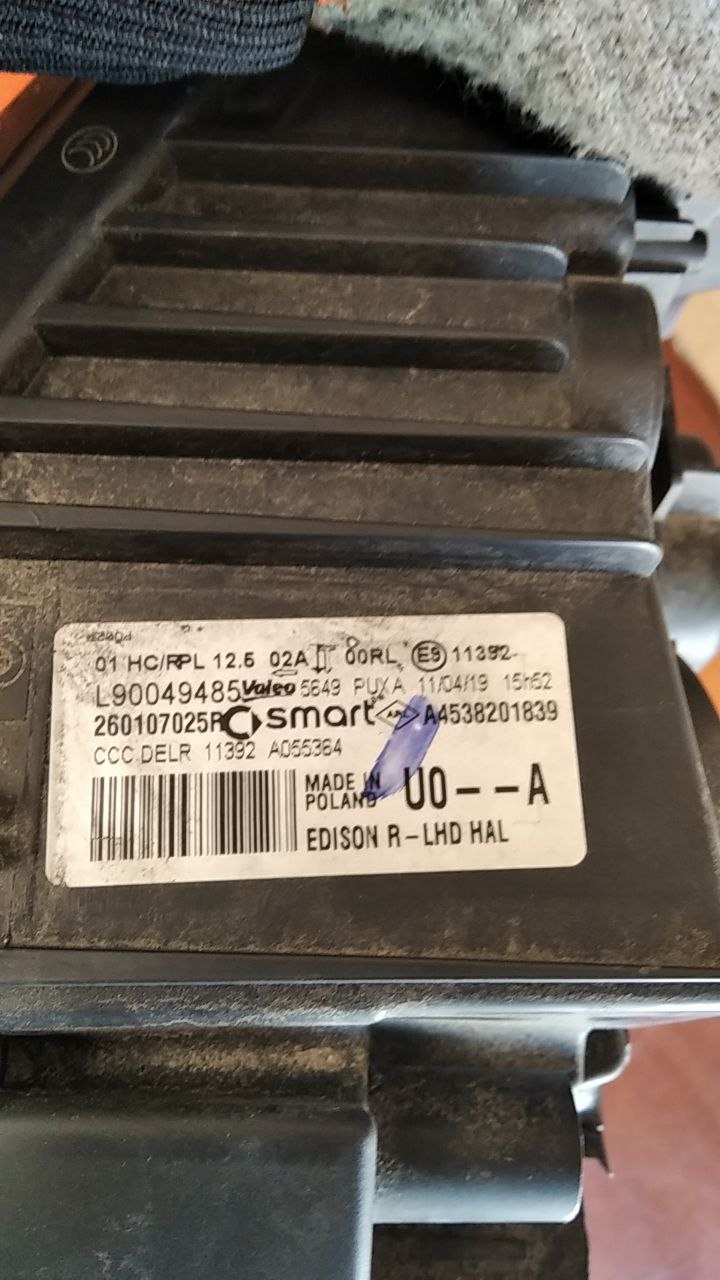 01 HC/RPL 12.5 02A 00RL E9 11392
L90049485 Valeo 5649 PUXA 11/04/19 15h52
260107025R smart A4538201839
CCC DELR 11392 A055364
MADE IN
POLAND
U0--A
EDISON R-LHD HAL